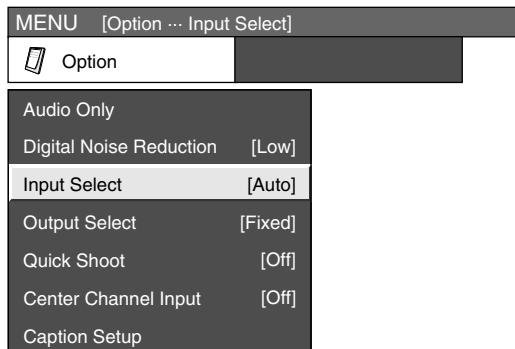 MENU [Option ··· Input Select]
Option
Audio Only
Digital Noise Reduction [Low]
Input Select [Auto]
Output Select [Fixed]
Quick Shoot [Off]
Center Channel Input [Off]
Caption Setup